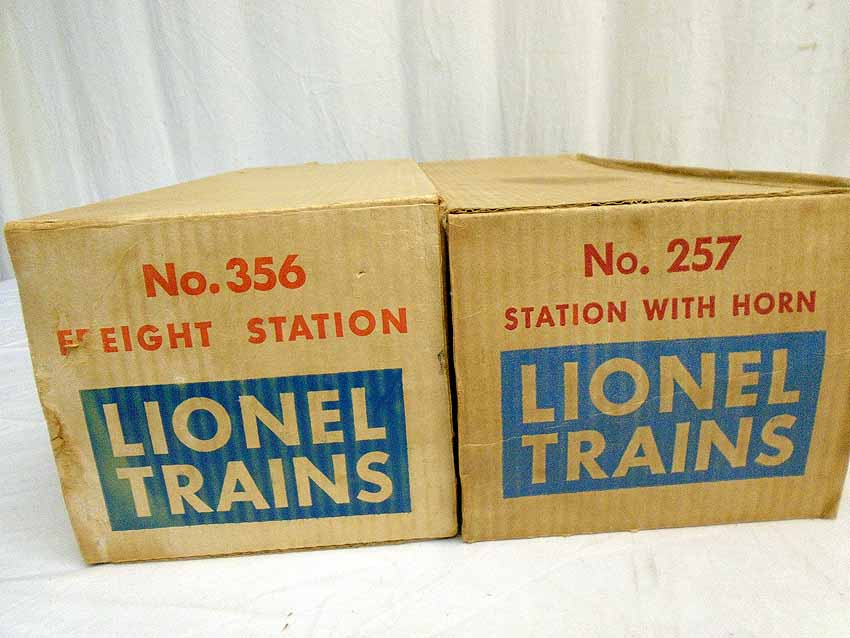 No. 356
FREIGHT STATION
LIONEL
TRAINS
No. 257
STATION WITH HORN
LIONEL
TRAINS